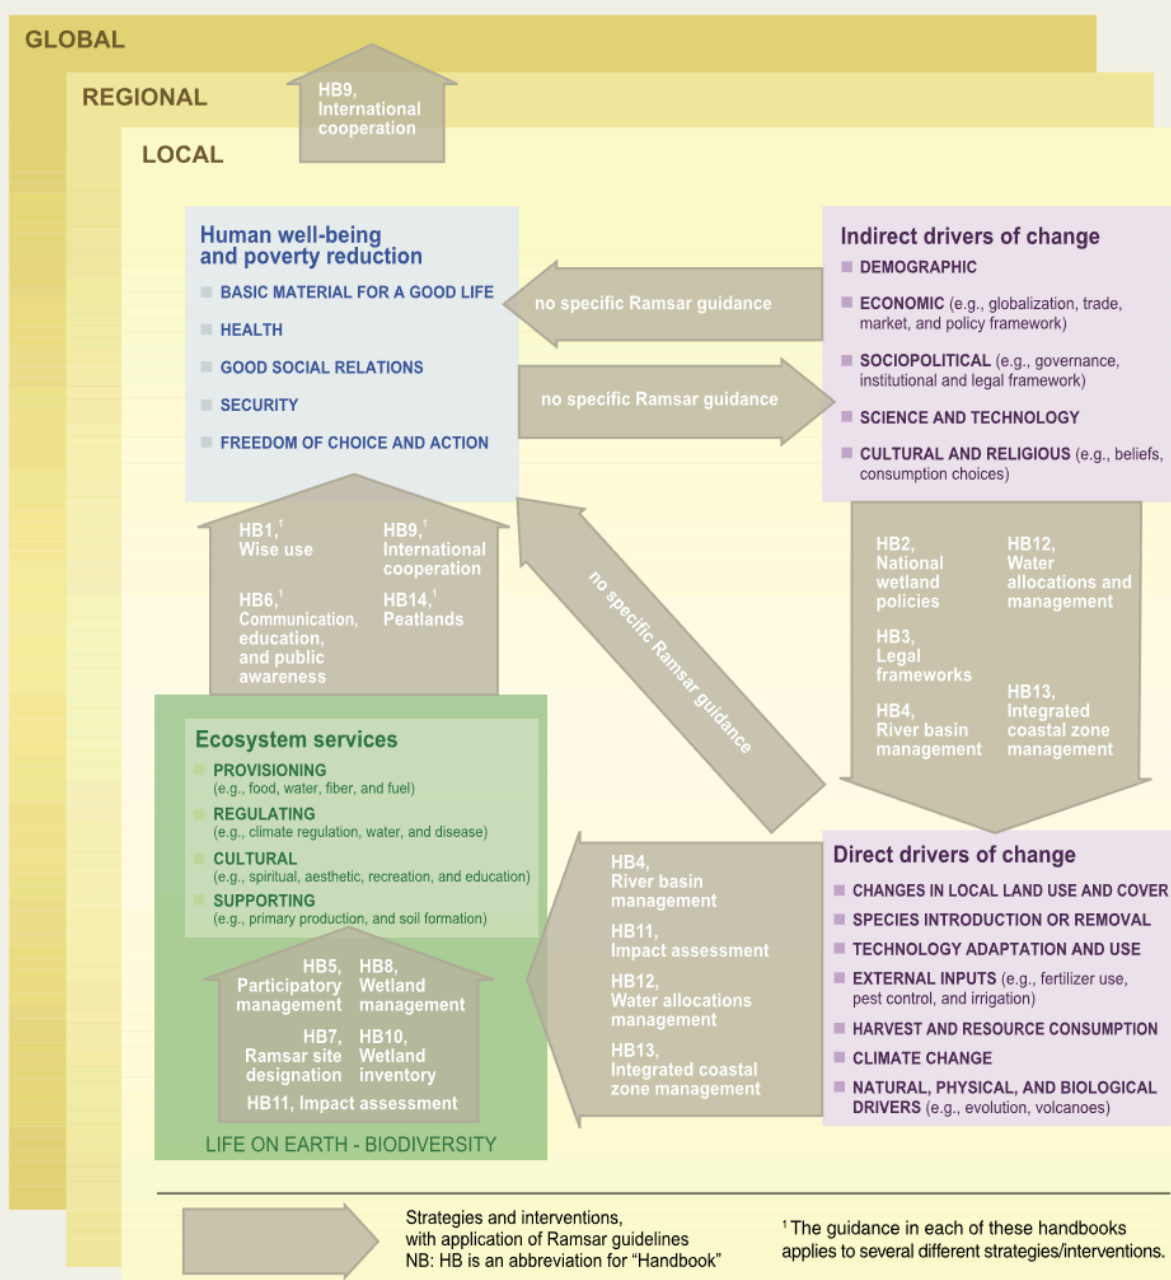 GLOBAL
REGIONAL
LOCAL
HB9,
International
cooperation
Human well-being
and poverty reduction
BASIC MATERIAL FOR A GOOD LIFE
HEALTH
GOOD SOCIAL RELATIONS
SECURITY
FREEDOM OF CHOICE AND ACTION
no specific Ramsar guidance
no specific Ramsar guidance
Indirect drivers of change
DEMOGRAPHIC
ECONOMIC (e.g., globalization, trade,
market, and policy framework)
SOCIOPOLITICAL (e.g., governance,
institutional and legal framework)
SCIENCE AND TECHNOLOGY
CULTURAL AND RELIGIOUS (e.g., beliefs,
consumption choices)
HB1,¹
Wise use
HB6,¹
Communication,
education,
and public
awareness
HB9,¹
International
cooperation
HB14,¹
Peatlands
no specific Ramsar guidance
HB2,
National
wetland
policies
HB3,
Legal
frameworks
HB4,
River basin
management
HB12,
Water
allocations and
management
HB13,
Integrated
coastal zone
management
Ecosystem services
PROVISIONING
(e.g., food, water, fiber, and fuel)
REGULATING
(e.g., climate regulation, water, and disease)
CULTURAL
(e.g., spiritual, aesthetic, recreation, and education)
SUPPORTING
(e.g., primary production, and soil formation)
HB5,
Participatory
management
HB8,
Wetland
management
HB7,
Ramsar site
designation
HB10,
Wetland
inventory
HB11, Impact assessment
LIFE ON EARTH - BIODIVERSITY
HB4,
River basin
management
HB11,
Impact assessment
HB12,
Water allocations
management
HB13,
Integrated coastal
zone management
Direct drivers of change
CHANGES IN LOCAL LAND USE AND COVER
SPECIES INTRODUCTION OR REMOVAL
TECHNOLOGY ADAPTATION AND USE
EXTERNAL INPUTS (e.g., fertilizer use,
pest control, and irrigation)
HARVEST AND RESOURCE CONSUMPTION
CLIMATE CHANGE
NATURAL, PHYSICAL, AND BIOLOGICAL
DRIVERS (e.g., evolution, volcanoes)
Strategies and interventions,
with application of Ramsar guidelines
NB: HB is an abbreviation for “Handbook”
¹ The guidance in each of these handbooks
applies to several different strategies/interventions.